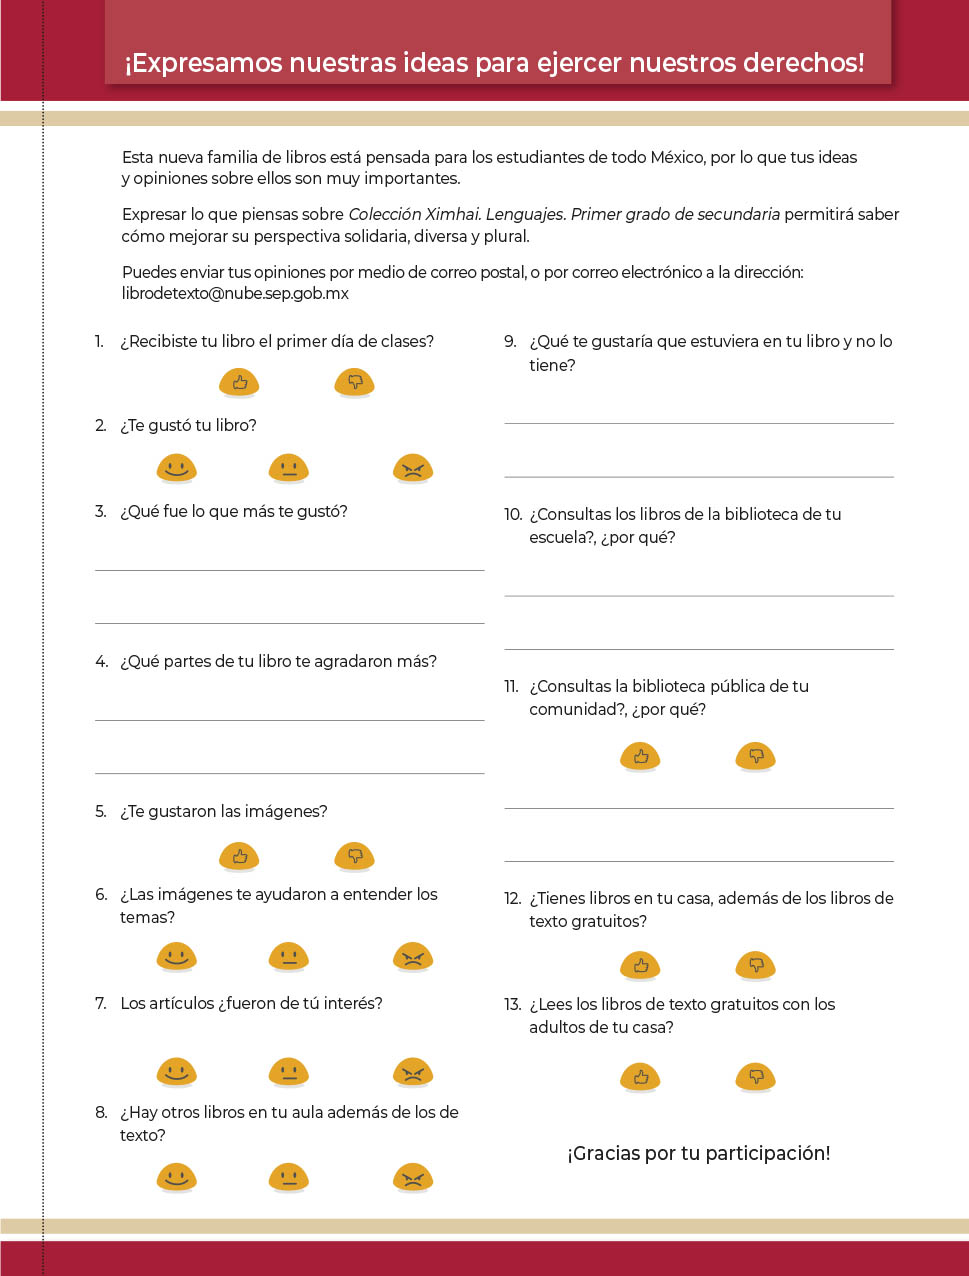 ¡Expresamos nuestras ideas para ejercer nuestros derechos!
Esta nueva familia de libros está pensada para los estudiantes de todo México, por lo que tus ideas
y opiniones sobre ellos son muy importantes.
Expresar lo que piensas sobre Colección Ximhai. Lenguajes. Primer grado de secundaria permitirá saber
cómo mejorar su perspectiva solidaria, diversa y plural.
Puedes enviar tus opiniones por medio de correo postal, o por correo electrónico a la dirección:
librodetexto@nube.sep.gob.mx
1. ¿Recibiste tu libro el primer día de clases?
2. ¿Te gustó tu libro?
3. ¿Qué fue lo que más te gustó?
4. ¿Qué partes de tu libro te agradaron más?
5. ¿Te gustaron las imágenes?
6. ¿Las imágenes te ayudaron a entender los
temas?
7. Los artículos ¿fueron de tú interés?
8. ¿Hay otros libros en tu aula además de los de
texto?
9. ¿Qué te gustaría que estuviera en tu libro y no lo
tiene?
10. ¿Consultas los libros de la biblioteca de tu
escuela?, ¿por qué?
11. ¿Consultas la biblioteca pública de tu
comunidad?, ¿por qué?
12. ¿Tienes libros en tu casa, además de los libros de
texto gratuitos?
13. ¿Lees los libros de texto gratuitos con los
adultos de tu casa?
¡Gracias por tu participación!